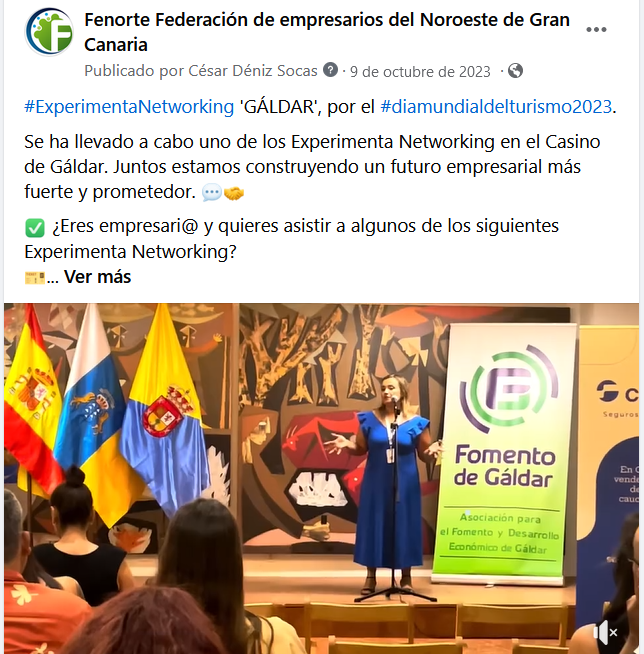 Fenorte Federación de empresarios del Noroeste de Gran
Canaria
Publicado por César Déniz Socas · 9 de octubre de 2023 ·
#ExperimentaNetworking 'GÁLDAR', por el #diamundialdelturismo2023.
Se ha llevado a cabo uno de los Experimenta Networking en el Casino
de Gáldar. Juntos estamos construyendo un futuro empresarial más
fuerte y prometedor. 💬🤝
✅ ¿Eres empresari@ y quieres asistir a algunos de los siguientes
Experimenta Networking?
🎫... Ver más
Fomento
de Gáldar
Asociación para
el Fomento y Desarrollo
Económico de Gáldar
Seguros
En